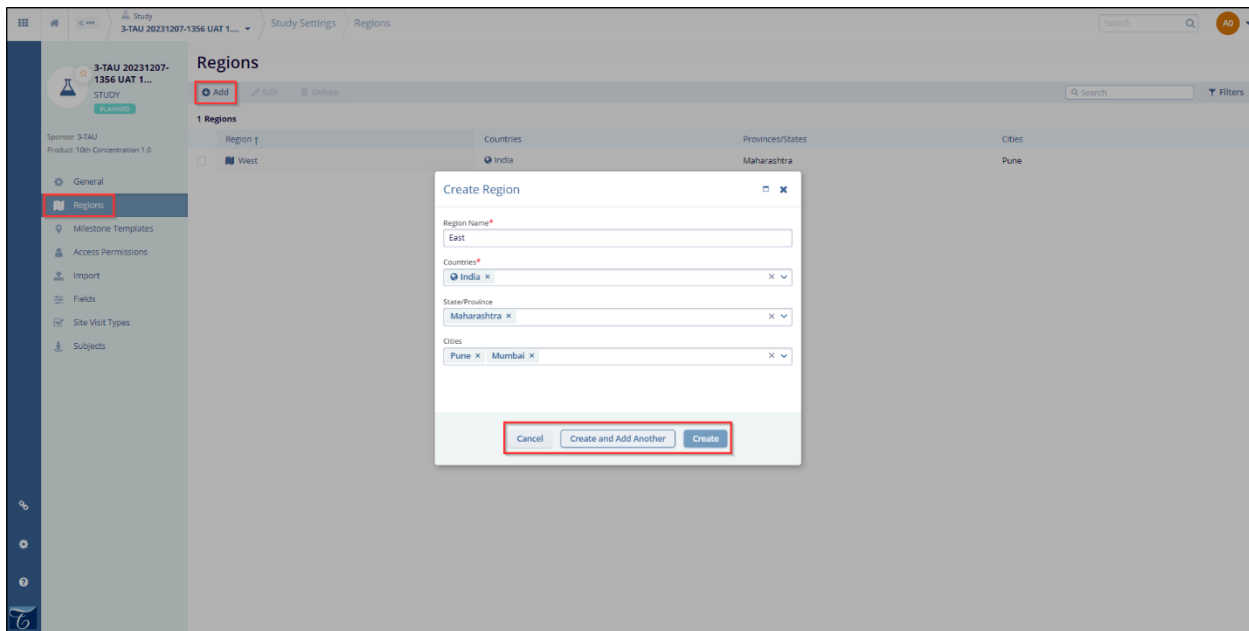 Study
3-TAU 20231207-1356 UAT 1....
Study Settings
Regions
Search
A0
3-TAU 20231207-
1356 UAT 1...
STUDY
PLANNED
Sponsor 3-TAU
Product 10th Concentration 1.0
General
Regions
Milestone Templates
Access Permissions
Import
Fields
Site Visit Types
Subjects
Regions
Add Edit Delete
Search
Filters
1 Regions
Region Countries Provinces/States Cities
West India Maharashtra Pune
Create Region
Region Name*
East
Countries*
India
State/Province
Maharashtra
Cities
Pune Mumbai
Cancel Create and Add Another Create